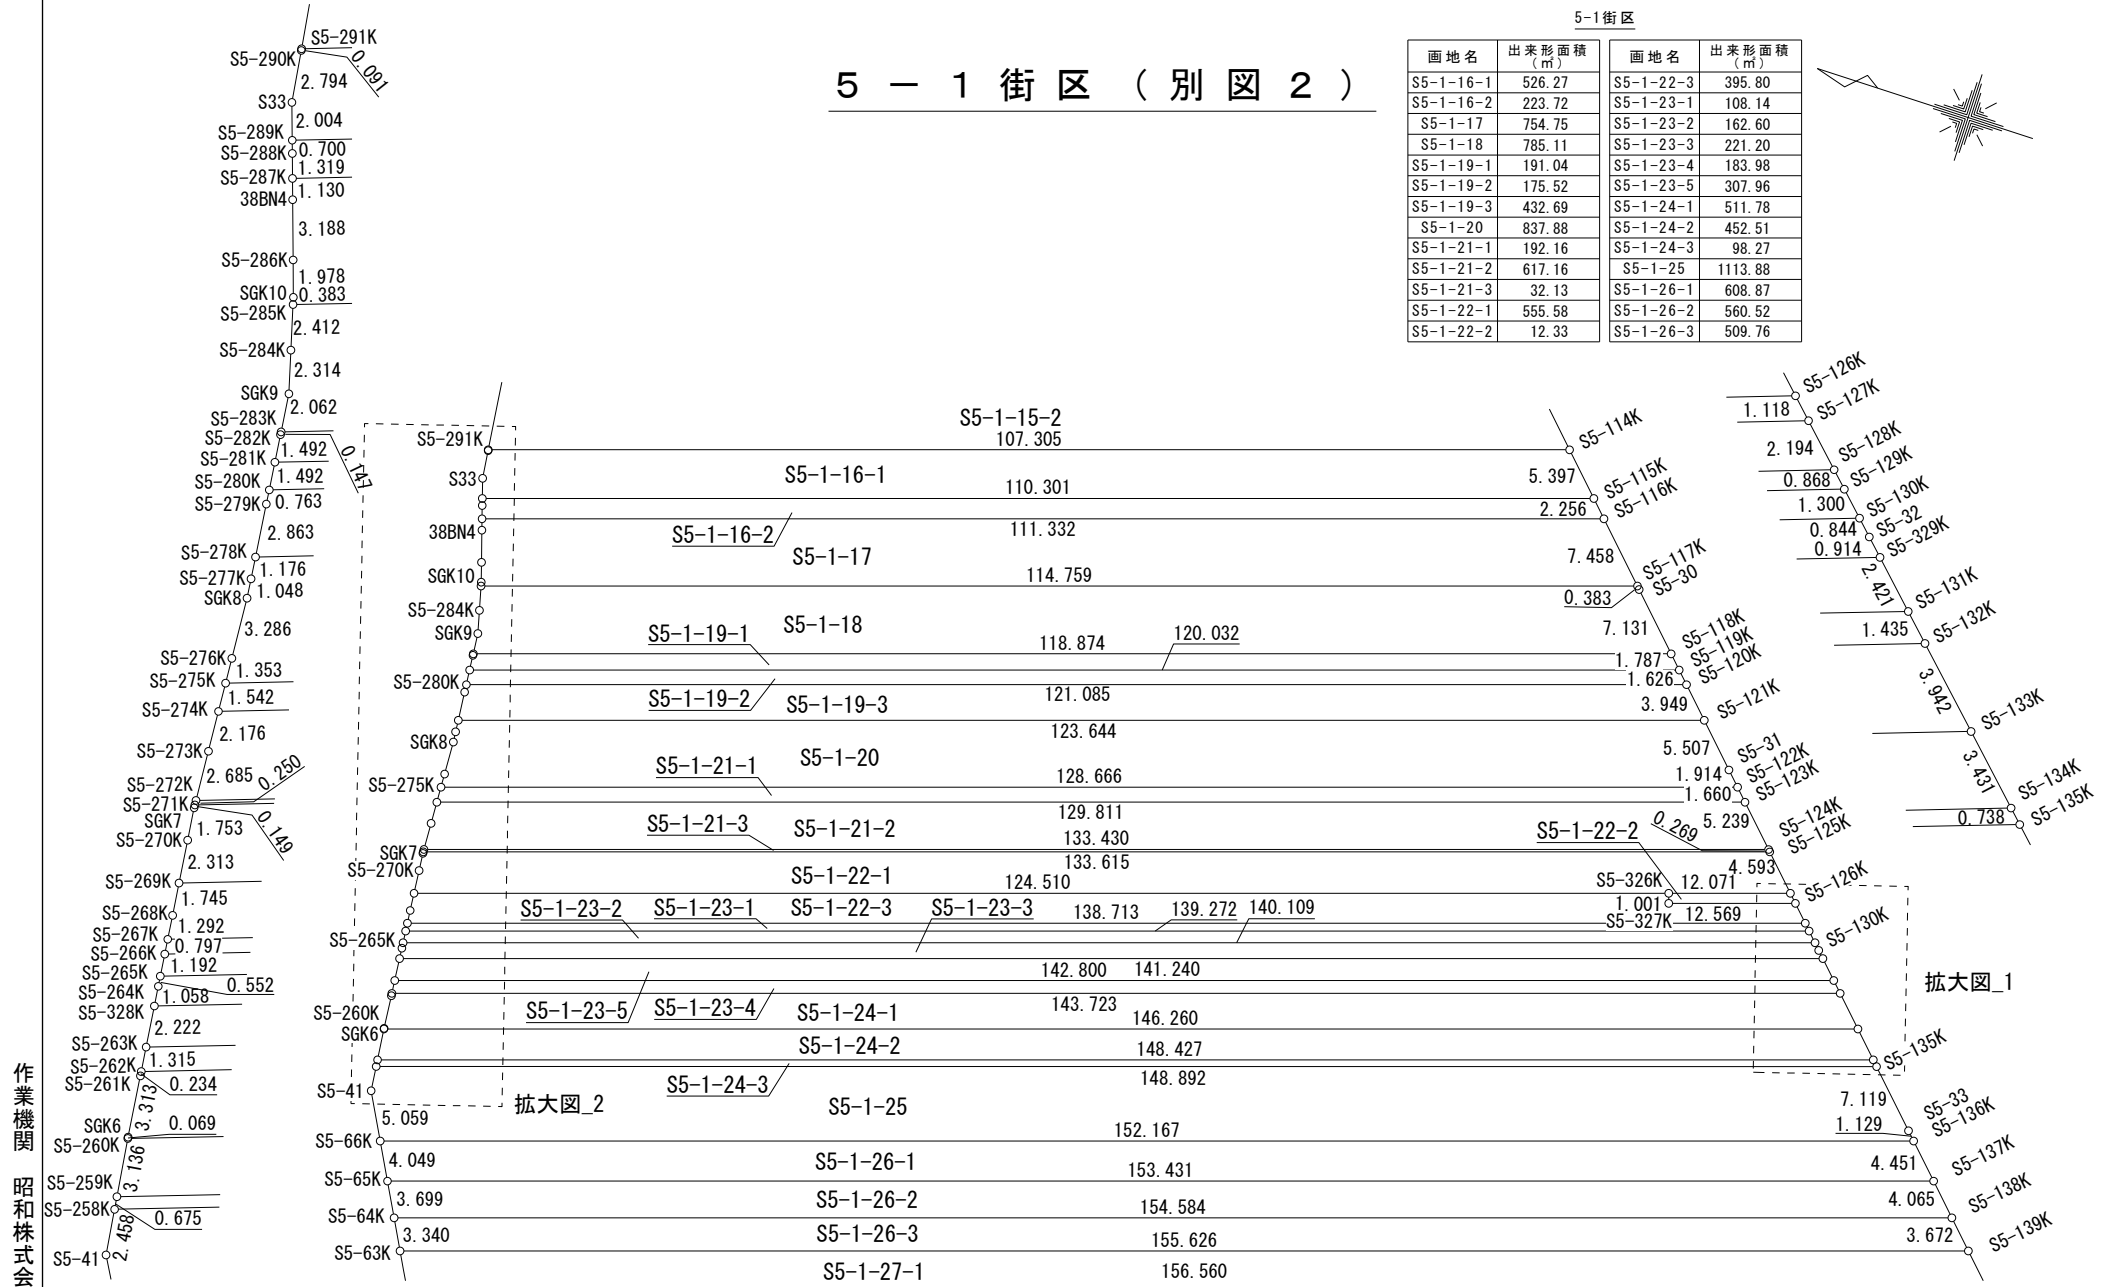 5-1街区(別図2)
5-1街区
画地名 出来形面積(㎡) 画地名 出来形面積(㎡)
S5-1-16-1 526.27 S5-1-22-3 395.80
S5-1-16-2 223.72 S5-1-23-1 108.14
S5-1-17 754.75 S5-1-23-2 162.60
S5-1-18 785.11 S5-1-23-3 221.20
S5-1-19-1 191.04 S5-1-23-4 183.98
S5-1-19-2 175.52 S5-1-23-5 307.96
S5-1-19-3 432.69 S5-1-24-1 511.78
S5-1-20 837.88 S5-1-24-2 452.51
S5-1-21-1 192.16 S5-1-24-3 98.27
S5-1-21-2 617.16 S5-1-25 1113.88
S5-1-21-3 32.13 S5-1-26-1 608.87
S5-1-22-1 555.58 S5-1-26-2 560.52
S5-1-22-2 12.33 S5-1-26-3 509.76
S5-291K
S5-290K
0.091
2.794
S33
2.004
S5-289K
S5-288K
0.700
1.319
S5-287K
1.130
38BN4
3.188
S5-286K
1.978
SGK10
0.383
S5-285K
2.412
S5-284K
2.314
SGK9
2.062
S5-283K
S5-282K
0.147
1.492
S5-281K
1.492
S5-280K
S5-279K
0.763
2.863
S5-278K
1.176
S5-277K
SGK8
1.048
3.286
S5-276K
1.353
S5-275K
1.542
S5-274K
2.176
S5-273K
2.685
0.250
S5-272K
S5-271K
SGK7
0.149
1.753
S5-270K
2.313
S5-269K
1.745
S5-268K
1.292
S5-267K
0.797
S5-266K
1.192
S5-265K
0.552
S5-264K
1.058
S5-328K
2.222
S5-263K
1.315
S5-262K
S5-261K
0.234
3.313
SGK6
0.069
S5-260K
3.136
S5-259K
S5-258K
0.675
2.458
S5-41
S5-291K
S5-1-15-2
107.305
S5-114K
S33
S5-1-16-1
5.397
110.301
S5-115K
S5-116K
2.256
38BN4
S5-1-16-2
111.332
S5-1-17
7.458
SGK10
114.759
S5-117K
S5-30
0.383
S5-284K
S5-1-18
7.131
SGK9
S5-1-19-1
120.032
118.874
S5-118K
S5-119K
S5-120K
1.787
S5-280K
1.626
S5-1-19-2
121.085
S5-1-19-3
3.949
S5-121K
123.644
SGK8
5.507
S5-1-20
S5-1-21-1
S5-31
S5-122K
S5-123K
1.914
S5-275K
128.666
1.660
129.811
S5-1-21-3
S5-1-21-2
5.239
0.269
S5-124K
S5-125K
S5-1-22-2
133.430
SGK7
133.615
S5-270K
4.593
S5-1-22-1
124.510
S5-326K
12.071
S5-126K
1.001
S5-1-23-2
S5-1-23-1
S5-1-22-3
S5-1-23-3
138.713
139.272
140.109
S5-327K
12.569
S5-130K
S5-265K
142.800
141.240
S5-1-23-5
S5-1-23-4
143.723
S5-1-24-1
S5-260K
SGK6
146.260
拡大図_1
S5-1-24-2
148.427
S5-135K
S5-1-24-3
148.892
S5-41
拡大図_2
S5-1-25
7.119
5.059
S5-33
S5-136K
1.129
S5-66K
152.167
4.049
S5-1-26-1
4.451
S5-137K
S5-65K
153.431
3.699
S5-1-26-2
4.065
S5-138K
S5-64K
154.584
3.340
S5-1-26-3
3.672
S5-139K
S5-63K
155.626
S5-1-27-1
156.560
S5-126K
1.118
S5-127K
2.194
S5-128K
0.868
S5-129K
1.300
S5-130K
0.844
S5-32
0.914
S5-329K
2.421
S5-131K
1.435
S5-132K
3.942
S5-133K
3.431
S5-134K
0.738
S5-135K
作業機関 昭和株式会